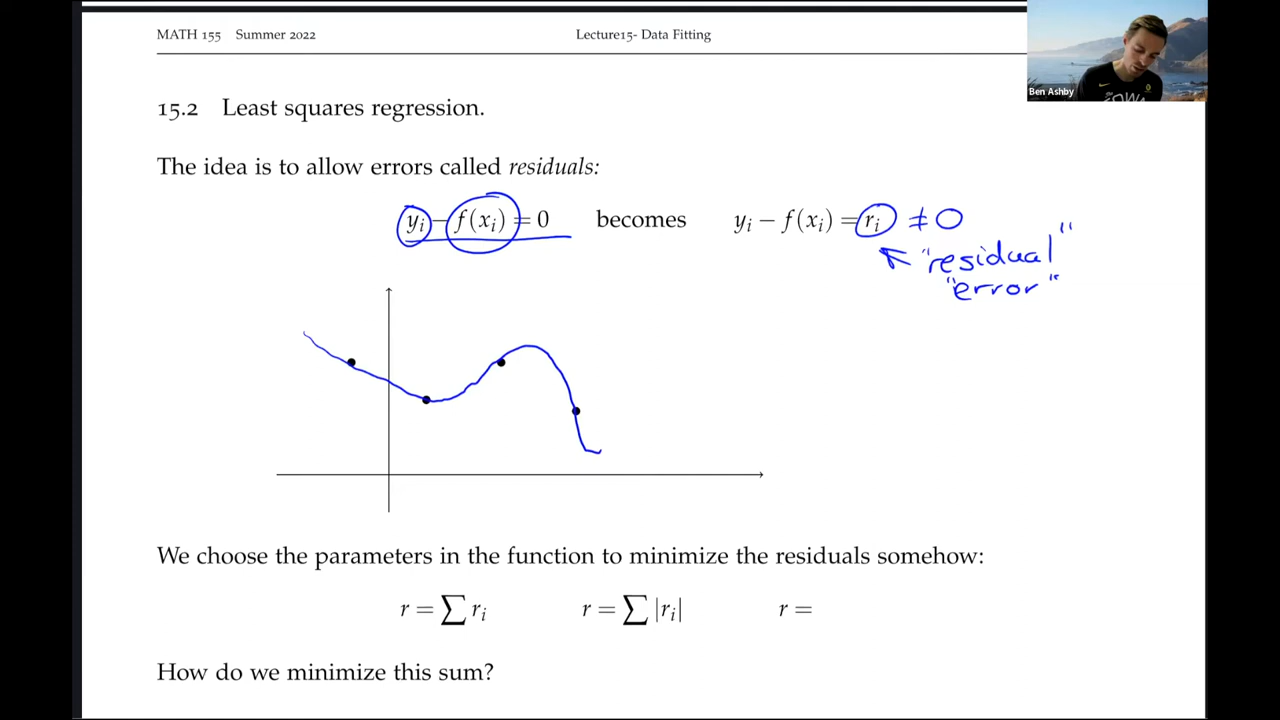 MATH 155 Summer 2022 Lecture15- Data Fitting
Ben Ashby
15.2 Least squares regression.
The idea is to allow errors called residuals:
yᵢ − f(xᵢ) = 0 becomes yᵢ − f(xᵢ) = rᵢ ≠ 0
"residual"
"error"
We choose the parameters in the function to minimize the residuals somehow:
r = ∑ rᵢ r = ∑ |rᵢ| r =
How do we minimize this sum?